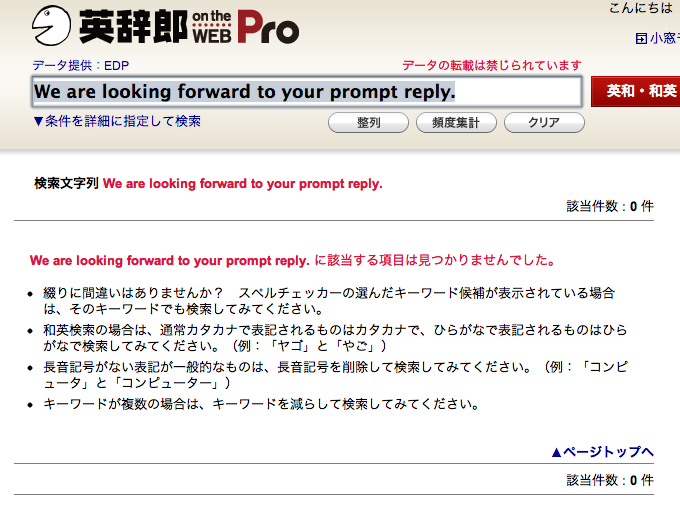 こんにちは
英辞郎 on the WEB Pro
小窓
データ提供：EDP
データの転載は禁じられています
We are looking forward to your prompt reply.
英和・和英
▼条件を詳細に指定して検索
整列
頻度集計
クリア
検索文字列 We are looking forward to your prompt reply.
該当件数 : 0 件
We are looking forward to your prompt reply. に該当する項目は見つかりませんでした。
• 綴りに間違いはありませんか？　スペルチェッカーの選んだキーワード候補が表示されている場合
は、そのキーワードでも検索してみてください。
• 和英検索の場合は、通常カタカナで表記されるものはカタカナで、ひらがなで表記されるものはひら
がなで検索してみてください。（例：「ヤゴ」と「やご」）
• 長音記号がない表記が一般的なものは、長音記号を削除して検索してみてください。（例：「コンピ
ュータ」と「コンピューター」）
• キーワードが複数の場合は、キーワードを減らして検索してみてください。
▲ページトップへ
該当件数 : 0 件